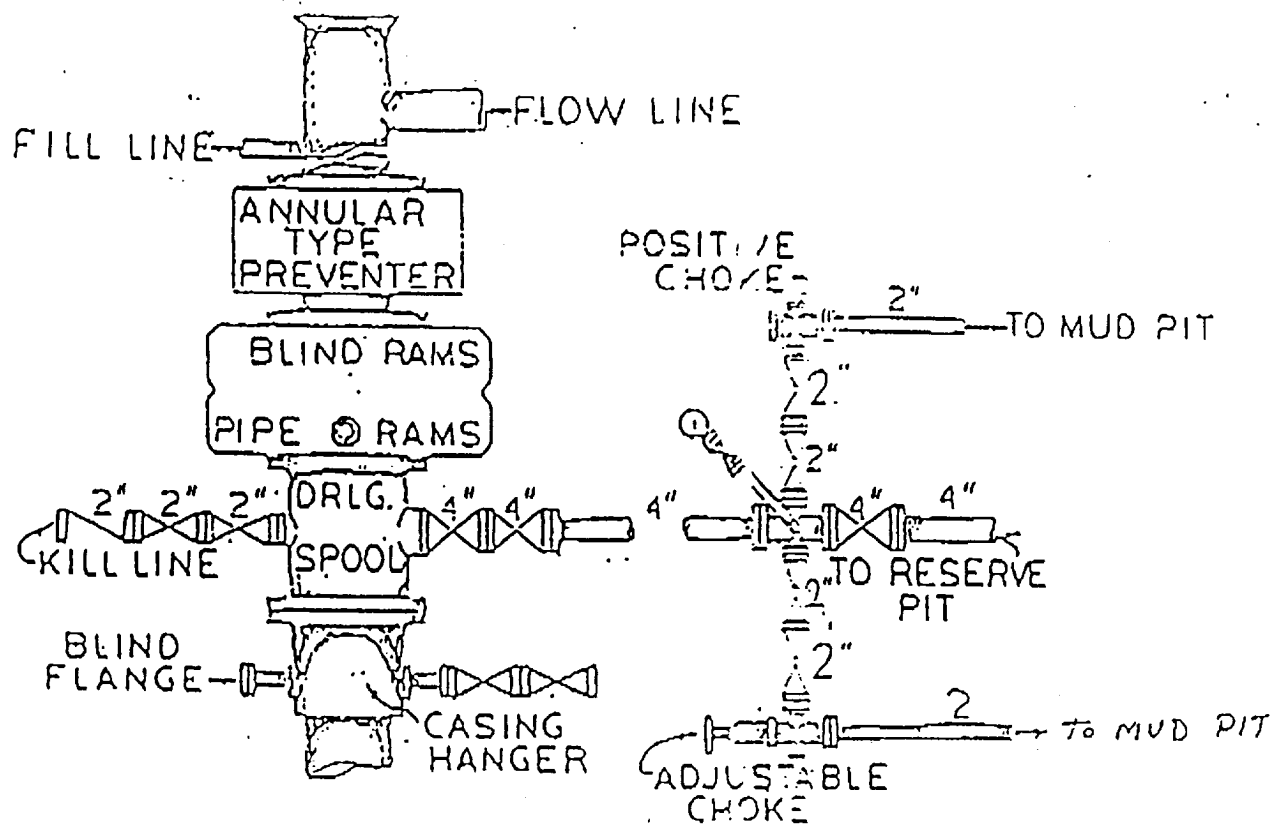 FLOW LINE
FILL LINE
ANNULAR
TYPE
PREVENTER
POSITIVE
CHOKE
2"
TO MUD PIT
BLIND RAMS
2"
PIPE RAMS
2"
2" 2" 2"
DRLG.
4" 4"
4"
4" 4"
KILL LINE
SPOOL
TO RESERVE
PIT
2"
BLIND
FLANGE
2"
CASING
HANGER
2
TO MUD PIT
ADJUSTABLE
CHOKE